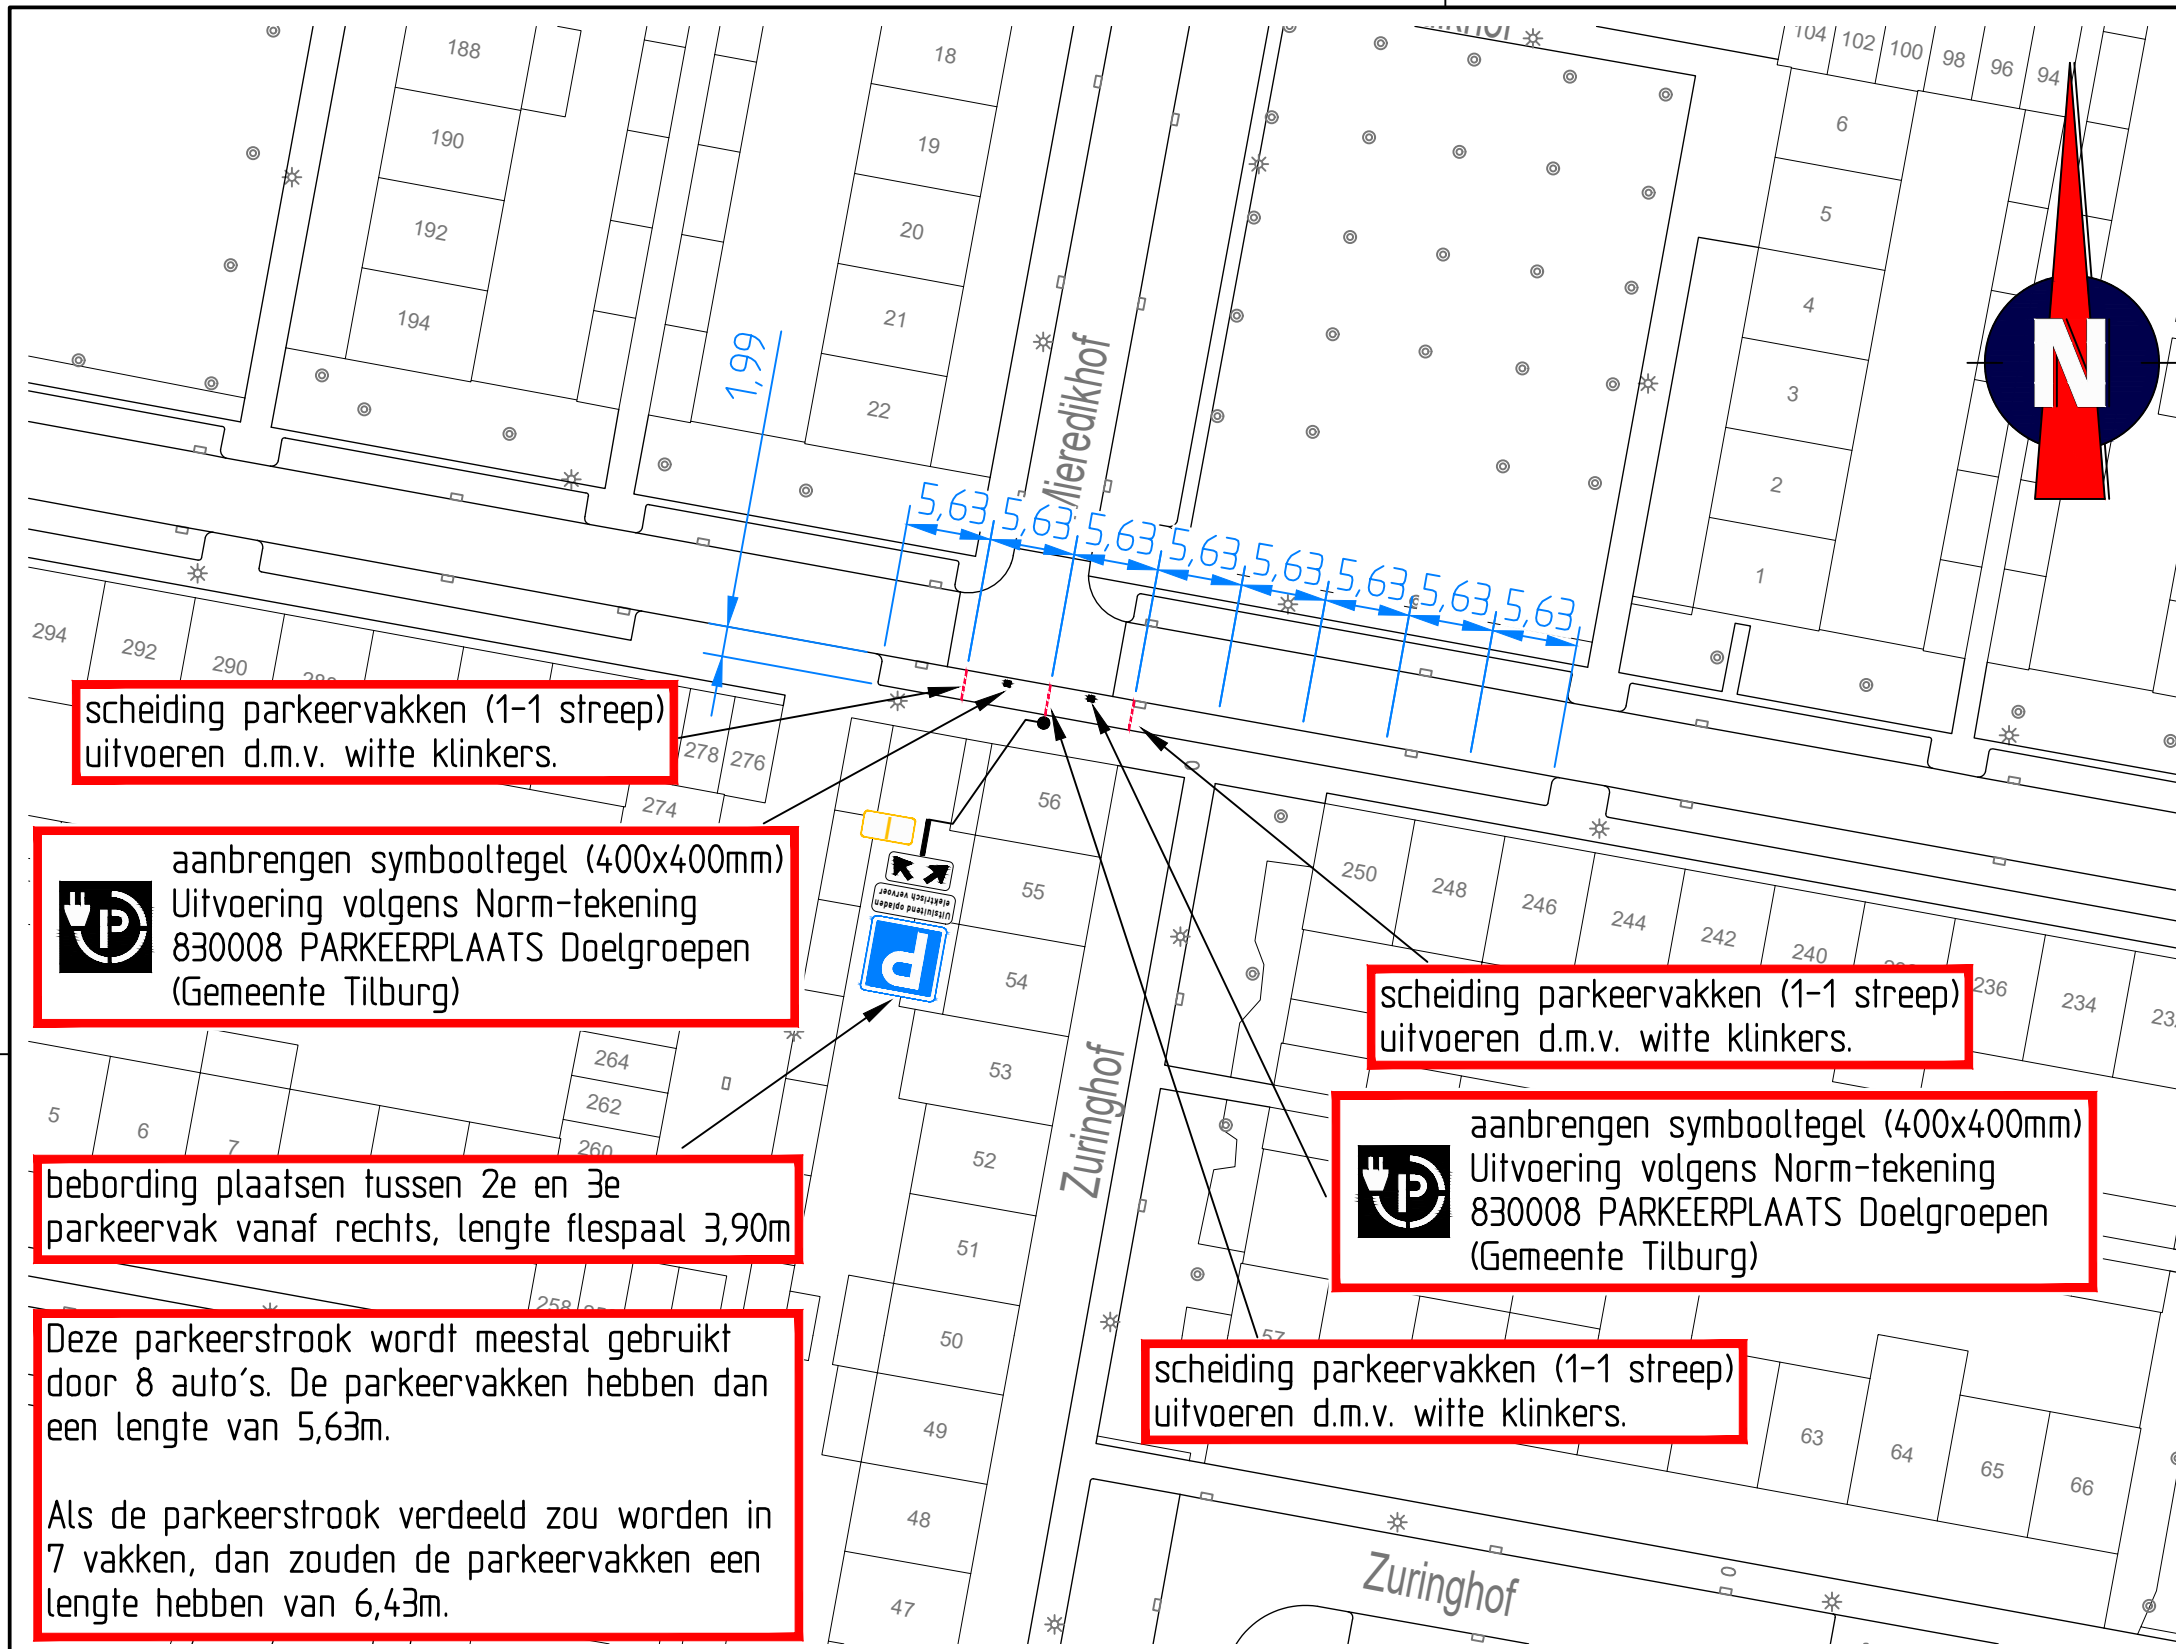 188
190
192
194
18
19
20
21
22
104
102
100
98
96
94
6
5
4
3
2
1
N
Mieredikhof
1,99
5,63
5,63
5,63
5,63
5,63
5,63
5,63
5,63
294
292
290
278
276
274
scheiding parkeervakken (1-1 streep)
uitvoeren d.m.v. witte klinkers.
aanbrengen symbooltegel (400x400mm)
Uitvoering volgens Norm-tekening
830008 PARKEERPLAATS Doelgroepen
(Gemeente Tilburg)
P
Uitsluitend opladen
elektrisch vervoer
P
56
55
54
53
52
51
50
49
48
47
250
248
246
244
242
240
236
234
scheiding parkeervakken (1-1 streep)
uitvoeren d.m.v. witte klinkers.
264
262
260
5
6
7
Zuringhof
bebording plaatsen tussen 2e en 3e
parkeervak vanaf rechts, lengte flespaal 3,90m
aanbrengen symbooltegel (400x400mm)
Uitvoering volgens Norm-tekening
830008 PARKEERPLAATS Doelgroepen
(Gemeente Tilburg)
P
258
57
Deze parkeerstrook wordt meestal gebruikt
door 8 auto's. De parkeervakken hebben dan
een lengte van 5,63m.
Als de parkeerstrook verdeeld zou worden in
7 vakken, dan zouden de parkeervakken een
lengte hebben van 6,43m.
scheiding parkeervakken (1-1 streep)
uitvoeren d.m.v. witte klinkers.
63
64
65
66
Zuringhof